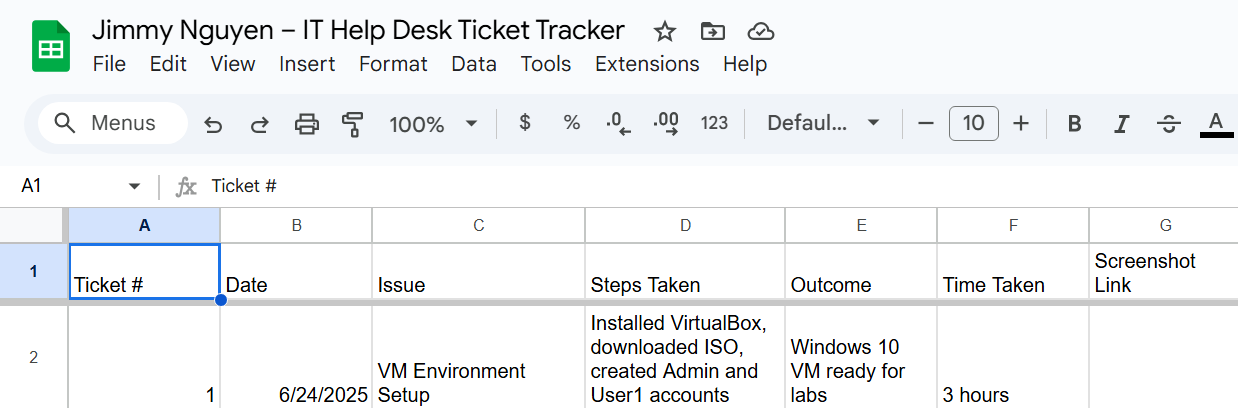 Jimmy Nguyen – IT Help Desk Ticket Tracker
File Edit View Insert Format Data Tools Extensions Help
Menus 100% $ % .0 .00 123 Defaul... 10 B I S A
A1 fx Ticket #
A B C D E F G
1 Ticket # Date Issue Steps Taken Outcome Time Taken Screenshot
Link
2 1 6/24/2025 VM Environment
Setup
Installed VirtualBox,
downloaded ISO,
created Admin and
User1 accounts
Windows 10
VM ready for
labs
3 hours